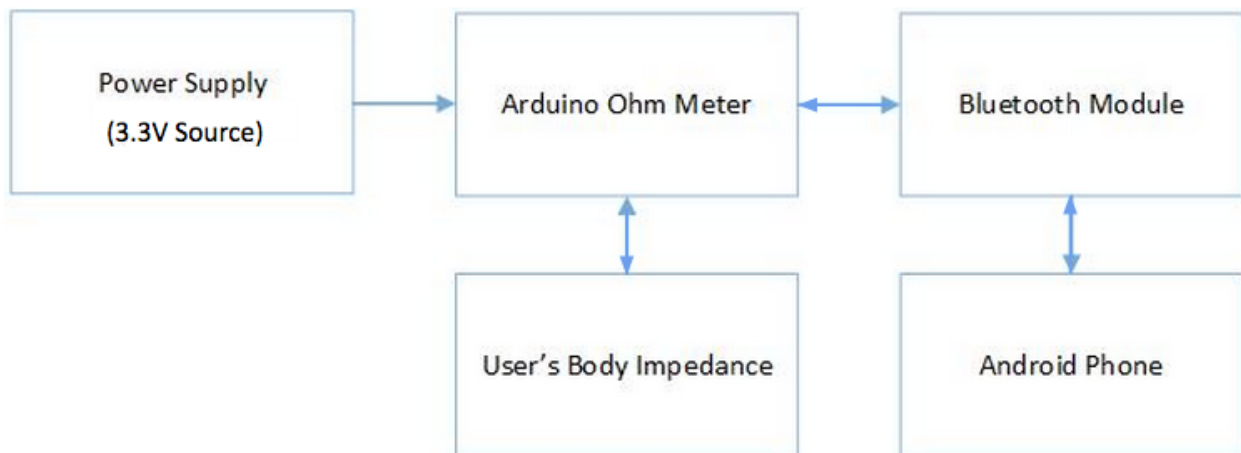 Power Supply
(3.3V Source)
Arduino Ohm Meter
Bluetooth Module
User's Body Impedance
Android Phone